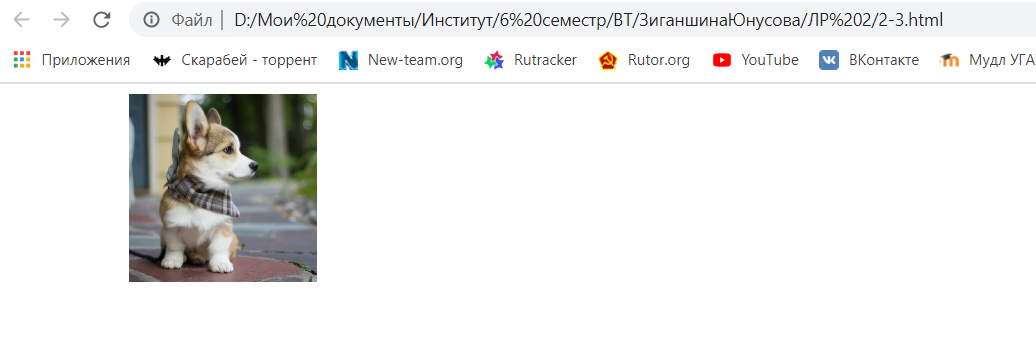 Файл | D:/Мои%20документы/Институт/6%20семестр/ВТ/ЗиганшинаЮнусова/ЛР%202/2-3.html
Приложения Скарабей - торрент New-team.org Rutracker Rutor.org YouTube ВКонтакте Мудл УГА